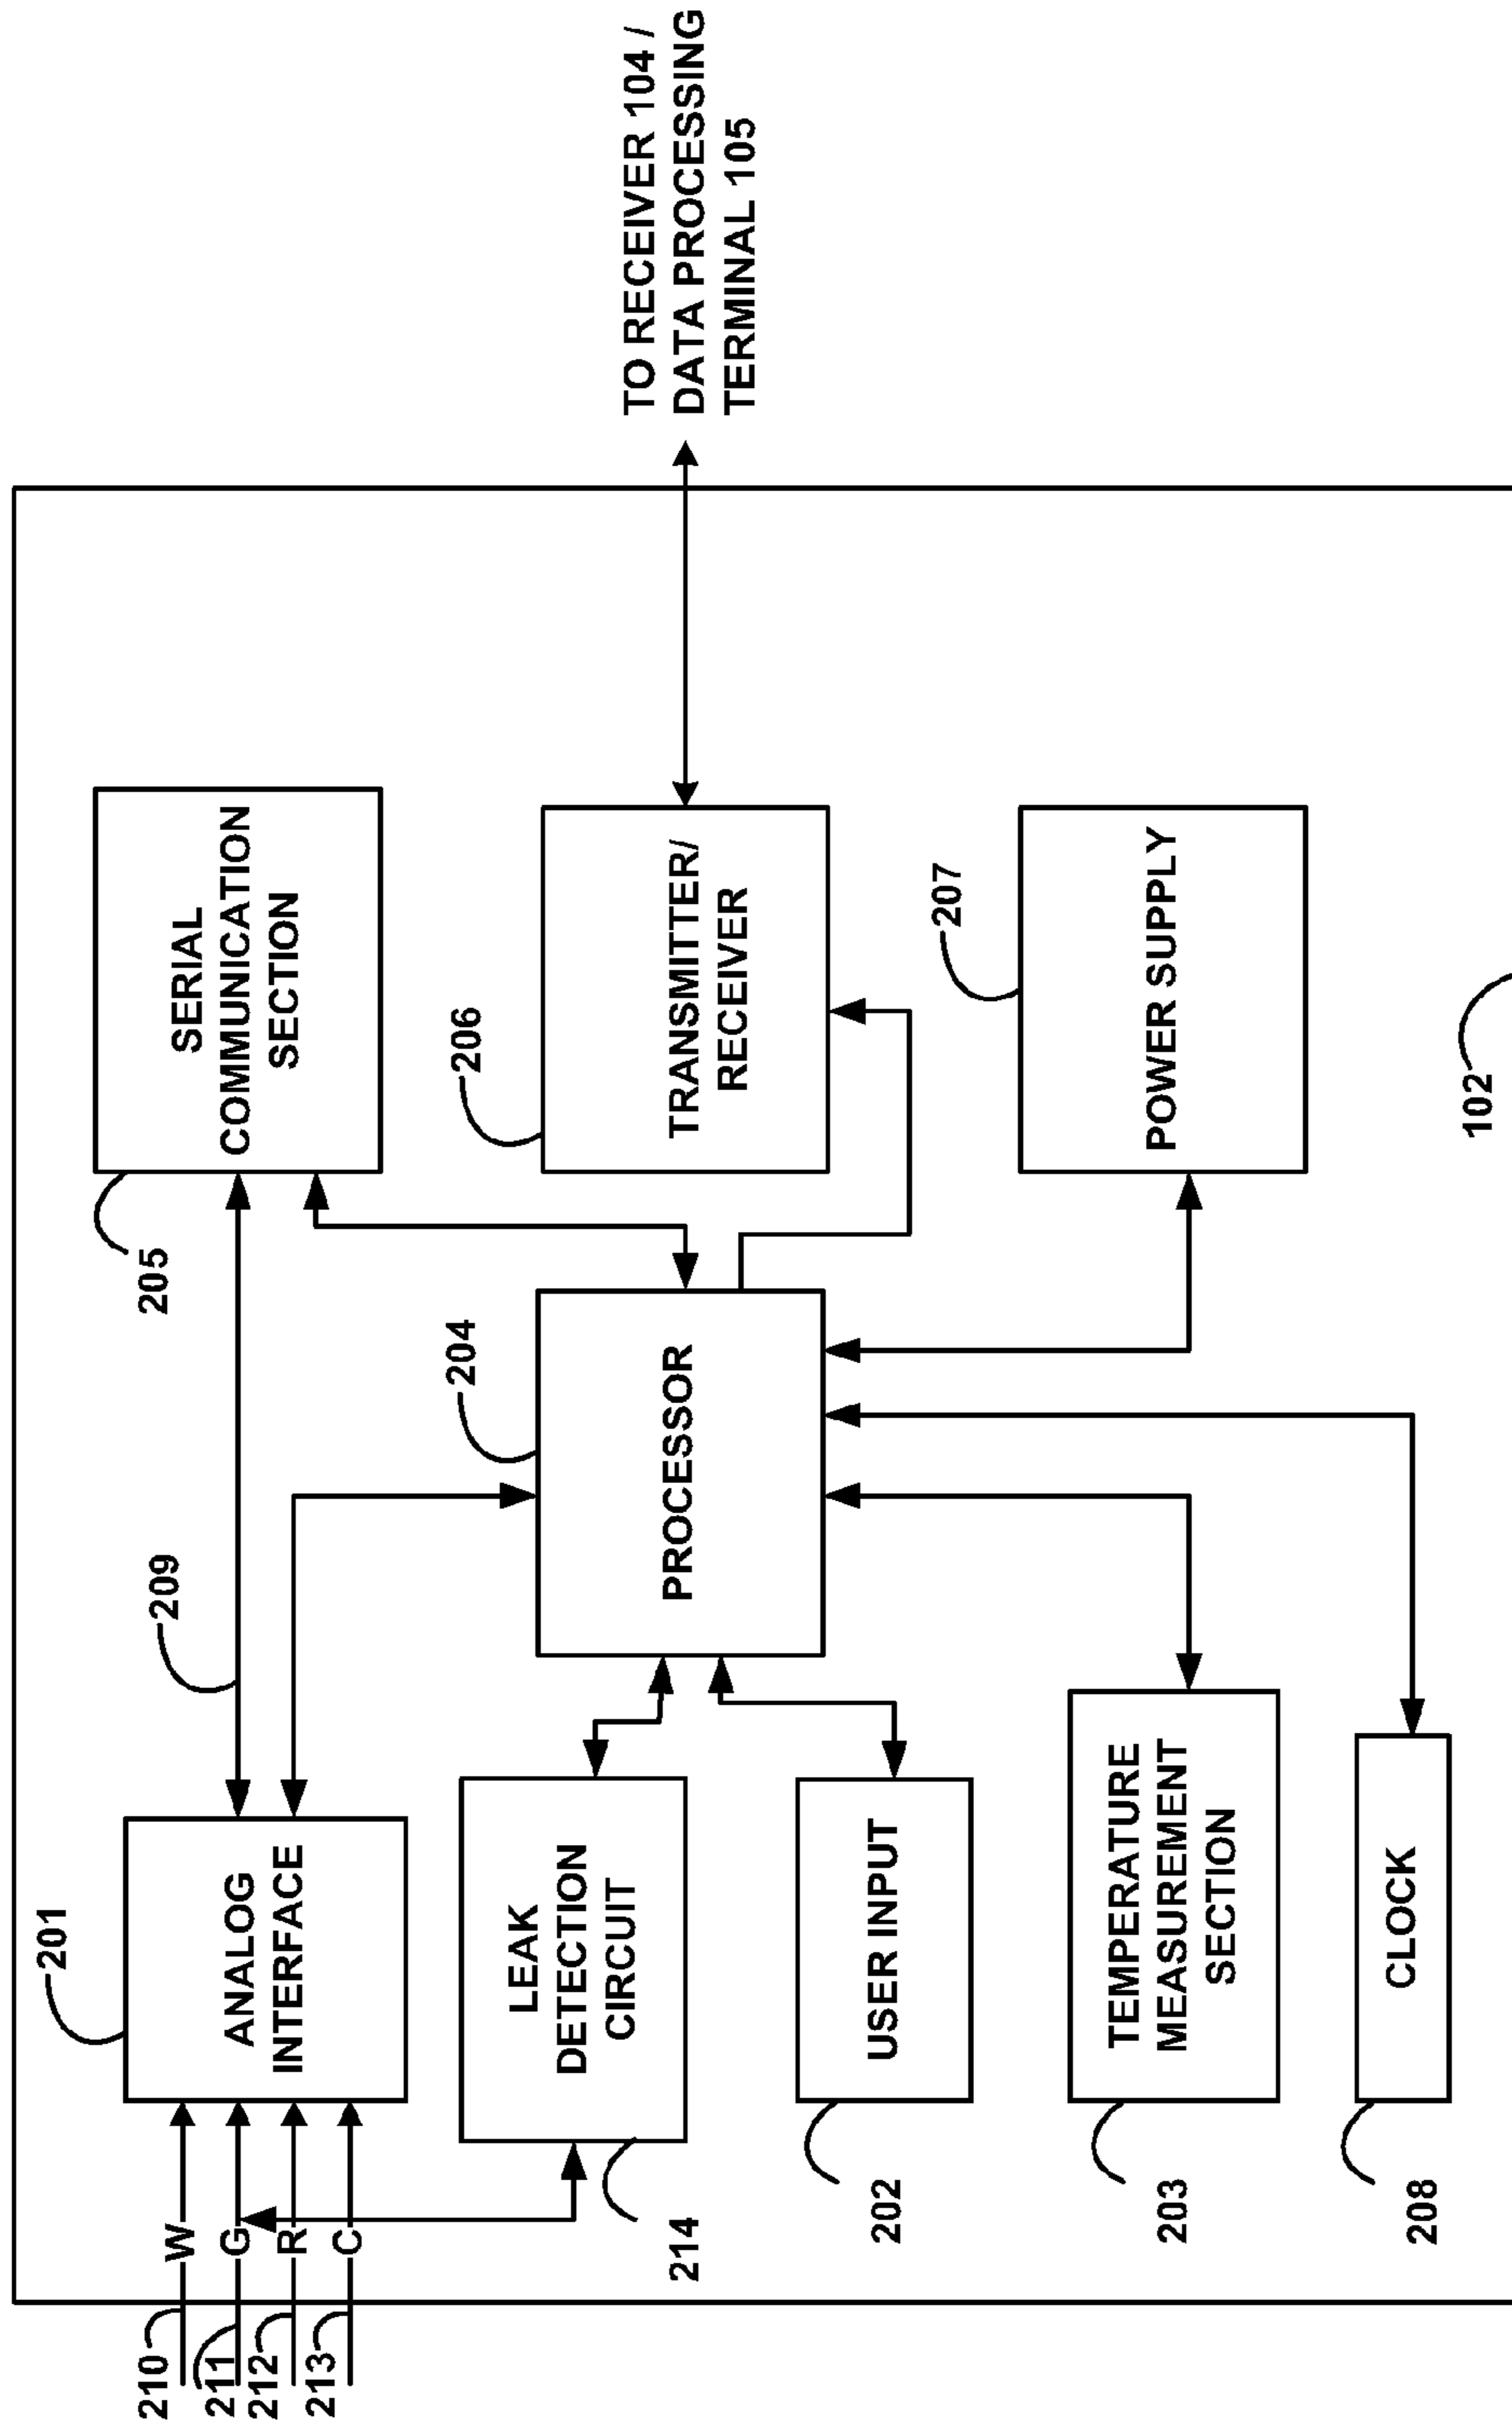 210
W
211
G
212
R
213
C
201
ANALOG
INTERFACE
209
205
SERIAL
COMMUNICATION
SECTION
214
LEAK
DETECTION
CIRCUIT
204
PROCESSOR
206
TRANSMITTER/
RECEIVER
TO RECEIVER 104 /
DATA PROCESSING
TERMINAL 105
202
USER INPUT
203
TEMPERATURE
MEASUREMENT
SECTION
207
POWER SUPPLY
208
CLOCK
102